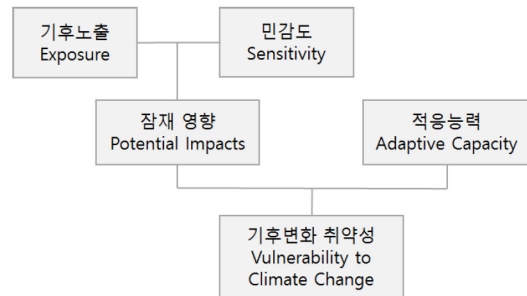 기후노출
Exposure
민감도
Sensitivity
잠재 영향
Potential Impacts
적응능력
Adaptive Capacity
기후변화 취약성
Vulnerability to
Climate Change